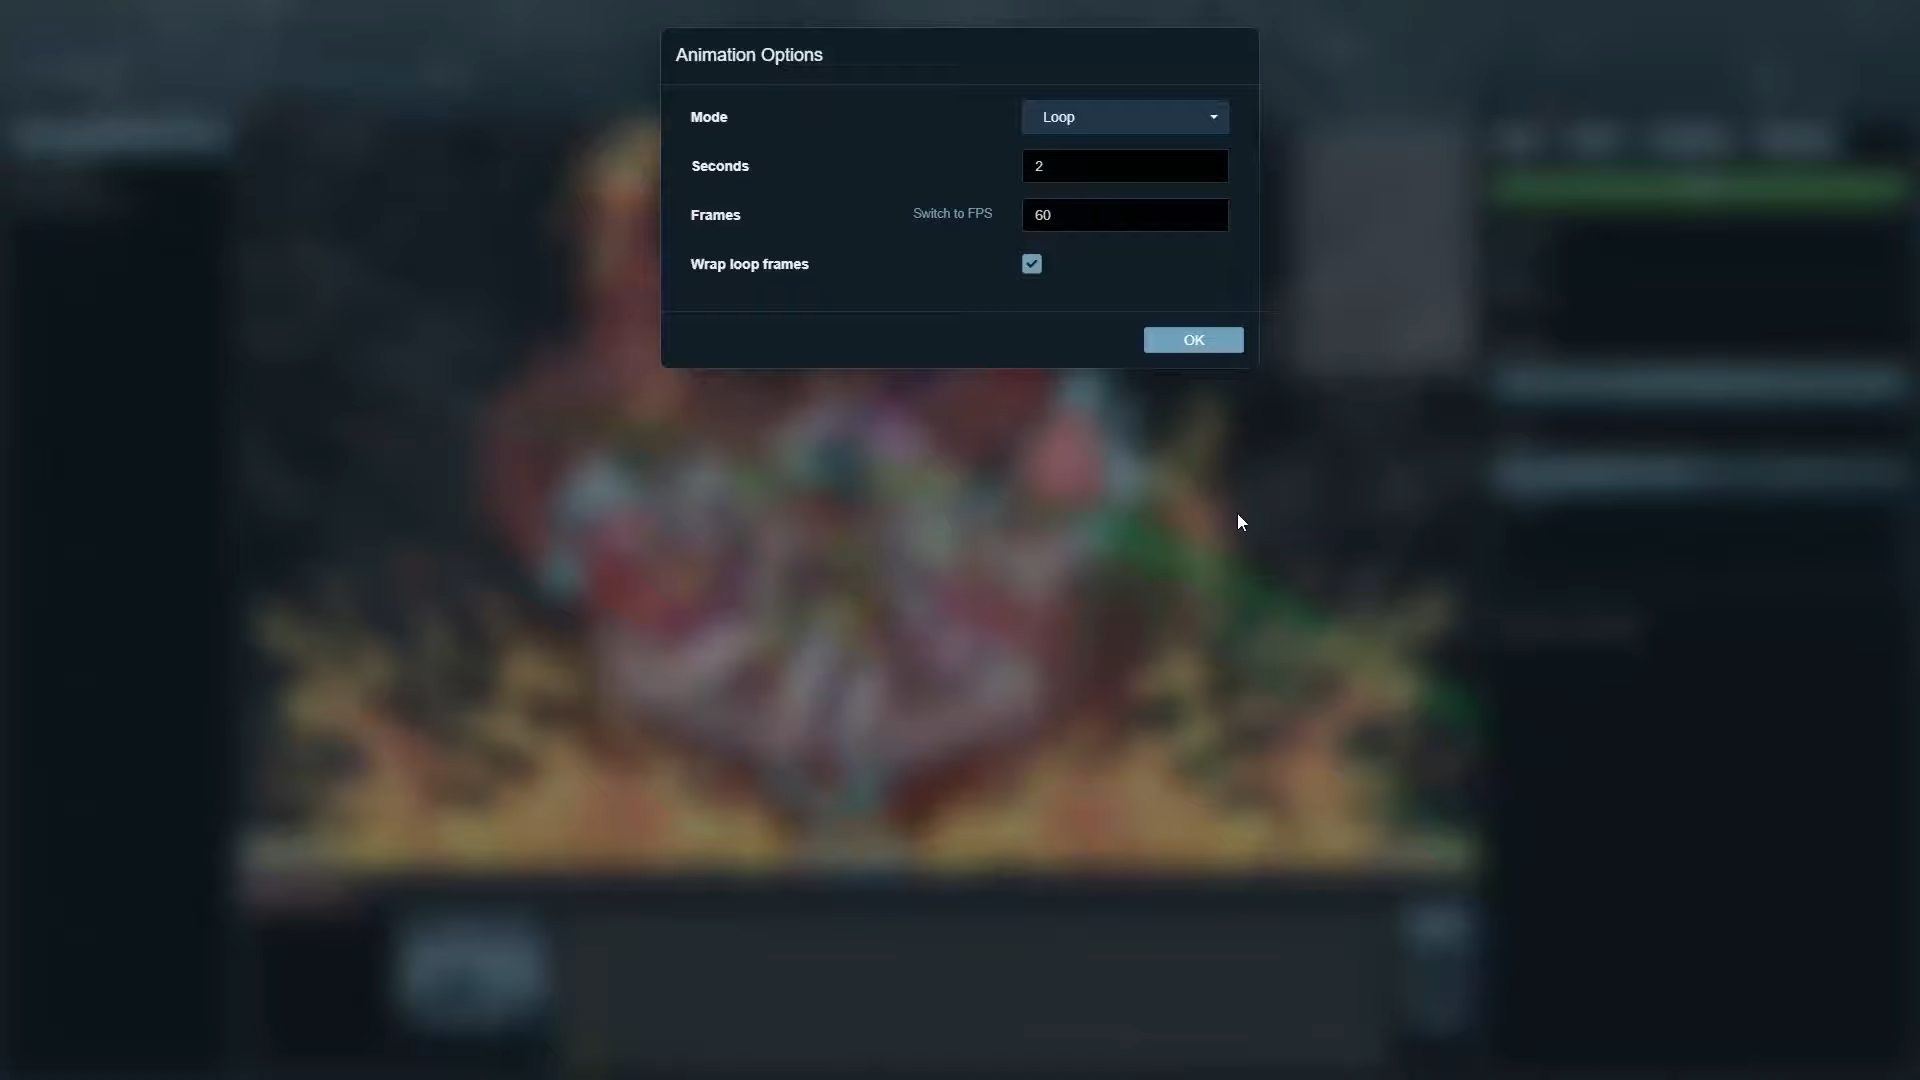 Animation Options
Mode Loop
Seconds 2
Frames Switch to FPS 60
Wrap loop frames
OK